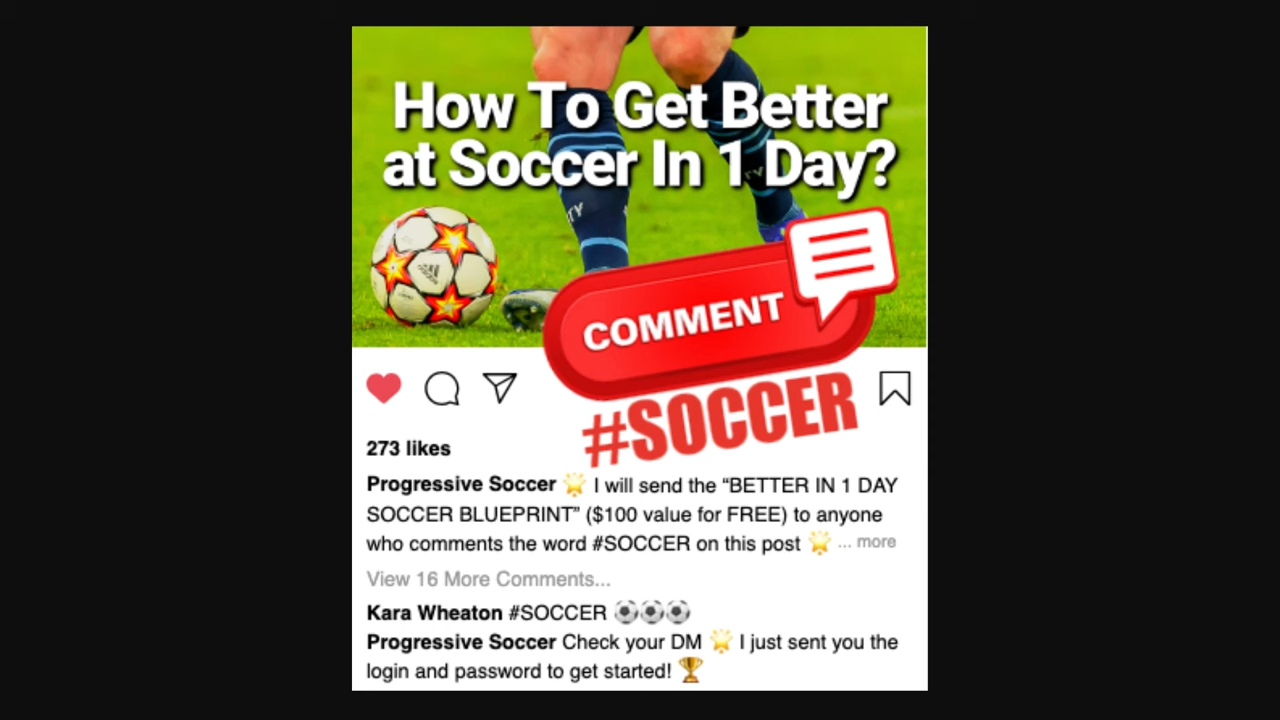 How To Get Better
at Soccer In 1 Day?
TY
TY
COMMENT
#SOCCER
273 likes
Progressive Soccer 🌟 I will send the “BETTER IN 1 DAY
SOCCER BLUEPRINT” ($100 value for FREE) to anyone
who comments the word #SOCCER on this post 🌟 ... more
View 16 More Comments...
Kara Wheaton #SOCCER ⚽⚽⚽
Progressive Soccer Check your DM 🌟 I just sent you the
login and password to get started! 🏆